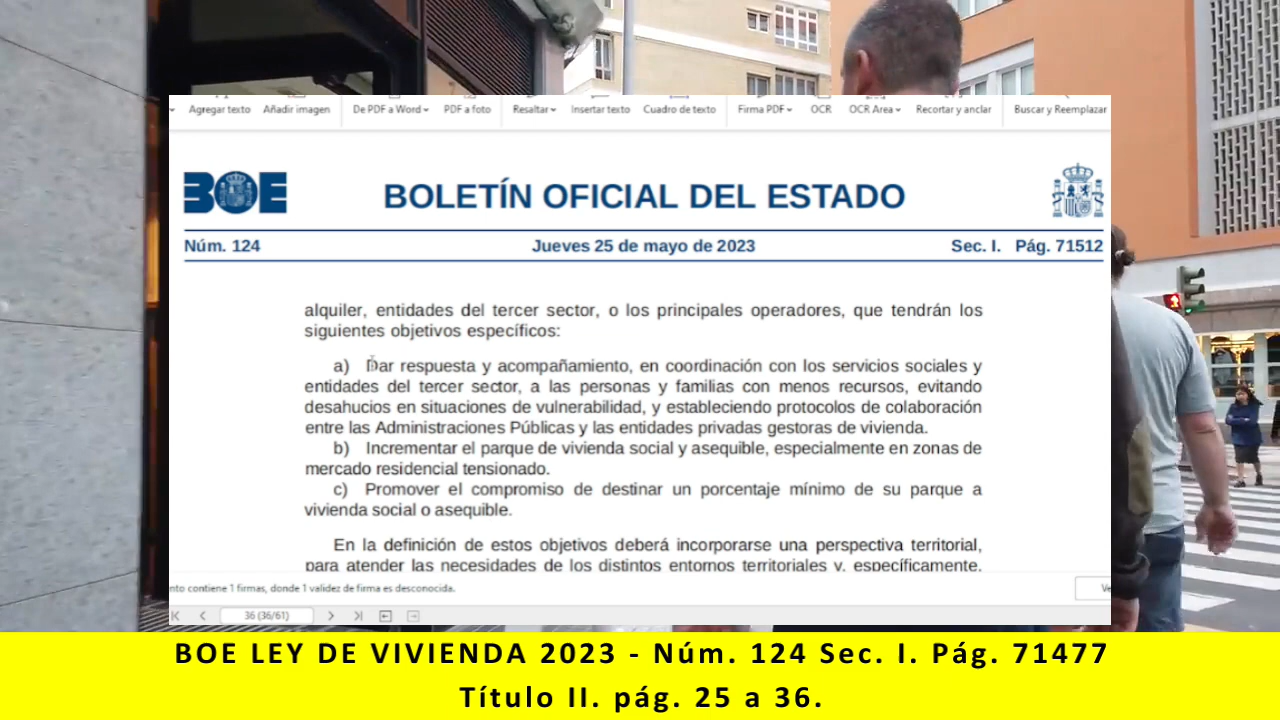 Agregar texto Añadir imagen De PDF a Word PDF a foto Resaltar Insertar texto Cuadro de texto Firma PDF OCR OCR Area Recortar y anclar Buscar y Reemplazar
BOE BOLETÍN OFICIAL DEL ESTADO
Núm. 124 Jueves 25 de mayo de 2023 Sec. I. Pág. 71512
alquiler, entidades del tercer sector, o los principales operadores, que tendrán los
siguientes objetivos específicos:
a) Dar respuesta y acompañamiento, en coordinación con los servicios sociales y
entidades del tercer sector, a las personas y familias con menos recursos, evitando
desahucios en situaciones de vulnerabilidad, y estableciendo protocolos de colaboración
entre las Administraciones Públicas y las entidades privadas gestoras de vivienda.
b) Incrementar el parque de vivienda social y asequible, especialmente en zonas de
mercado residencial tensionado.
c) Promover el compromiso de destinar un porcentaje mínimo de su parque a
vivienda social o asequible.
En la definición de estos objetivos deberá incorporarse una perspectiva territorial,
para atender las necesidades de los distintos entornos territoriales y, específicamente,
nto contiene 1 firmas, donde 1 validez de firma es desconocida. Ve
36 (36/61)
BOE LEY DE VIVIENDA 2023 - Núm. 124 Sec. I. Pág. 71477
Título II. pág. 25 a 36.